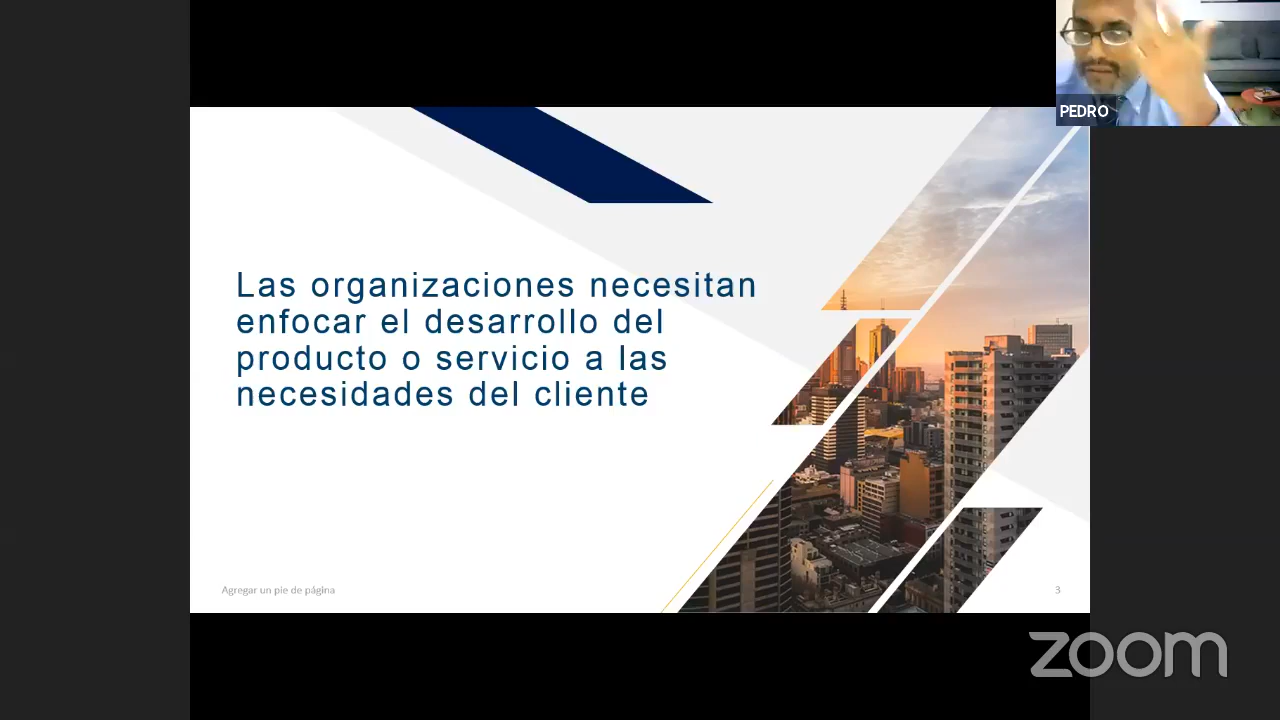 PEDRO
Las organizaciones necesitan
enfocar el desarrollo del
producto o servicio a las
necesidades del cliente
Agregar un pie de página
3
zoom